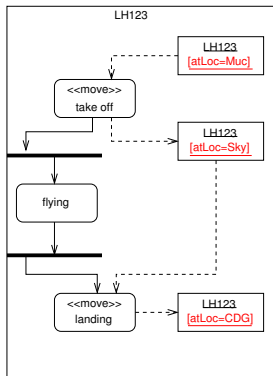 LH123
LH123
[atLoc=Muc]
<<move>>
take off
LH123
[atLoc=Sky]
flying
<<move>>
landing
LH123
[atLoc=CDG]